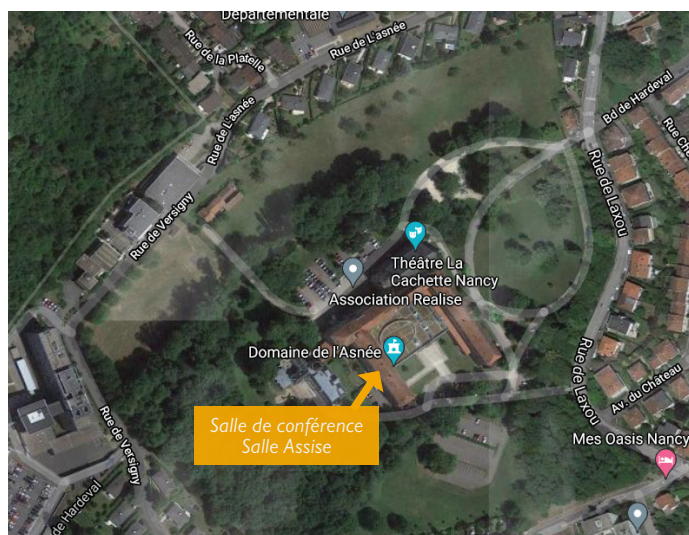 Départementale
Rue de L'asnée
Rue de la Platelle
Rue de L'asnée
Bd de Hardeval
Rue de Versigny
Rue de Laxou
Théâtre La
Cachette Nancy
Association Realise
Domaine de l'Asnée
Salle de conférence
Salle Assise
Rue de Laxou
Av. du Château
Rue de Versigny
Mes Oasis Nancy
de Hardeval